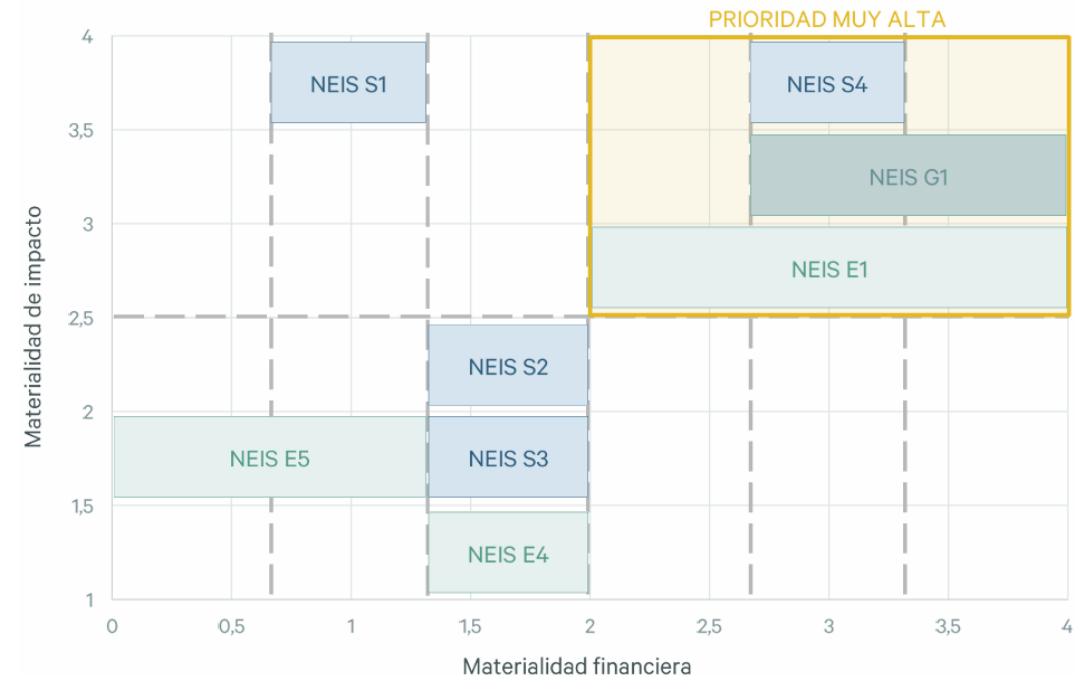 PRIORIDAD MUY ALTA
4
NEIS S1
NEIS S4
3,5
NEIS G1
3
NEIS E1
2,5
NEIS S2
2
NEIS E5
NEIS S3
1,5
NEIS E4
1
0
0,5
1
1,5
2
2,5
3
3,5
4
Materialidad de impacto
Materialidad financiera